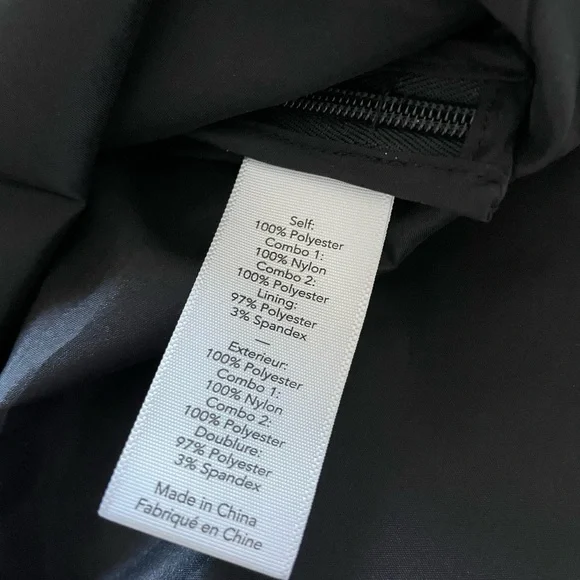 Self:
100% Polyester
Combo 1:
100% Nylon
Combo 2:
100% Polyester
Lining:
97% Polyester
3% Spandex
—
Exterieur:
100% Polyester
Combo 1:
100% Nylon
Combo 2:
100% Polyester
Doublure:
97% Polyester
3% Spandex
Made in China
Fabriqué en Chine